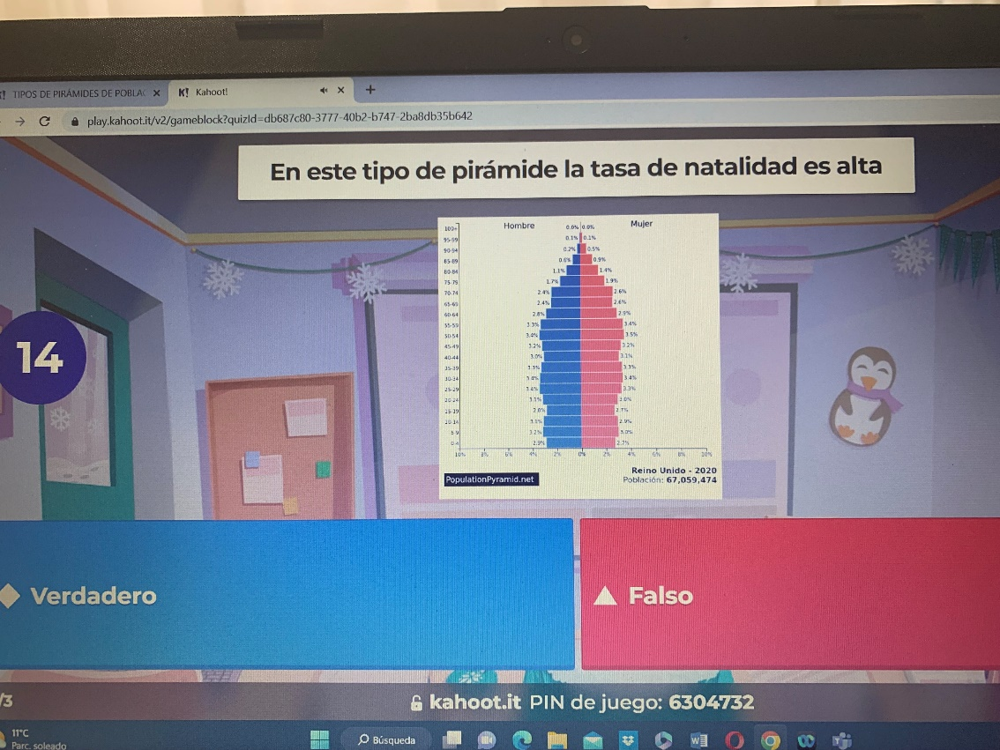 TIPOS DE PIRÁMIDES DE POBLA
K! Kahoot!
play.kahoot.it/v2/gameblock?quizId=db687c80-3777-40b2-b747-2ba8db35b642
En este tipo de pirámide la tasa de natalidad es alta
14
Hombre Mujer
100+ 0.0% 0.0%
95-99 0.1% 0.1%
90-94 0.2% 0.5%
85-89 0.6% 0.9%
80-84 1.1% 1.4%
75-79 1.7% 1.9%
70-74 2.4% 2.6%
65-69 2.4% 2.6%
60-64 2.8% 2.9%
55-59 3.3% 3.4%
50-54 3.4% 3.5%
45-49 3.2% 3.2%
40-44 3.0% 3.1%
35-39 3.3% 3.3%
30-34 3.4% 3.4%
25-29 3.4% 3.3%
20-24 3.1% 3.0%
15-19 2.7%
10-14 3.1% 2.9%
5-9 3.2% 3.0%
0-4 2.9% 2.7%
10% 8% 6% 4% 2% 0% 2% 4% 6% 8% 10%
PopulationPyramid.net
Reino Unido - 2020
Población: 67,059,474
Verdadero
Falso
/3
kahoot.it PIN de juego: 6304732
11°C
Parc. soleado
Búsqueda